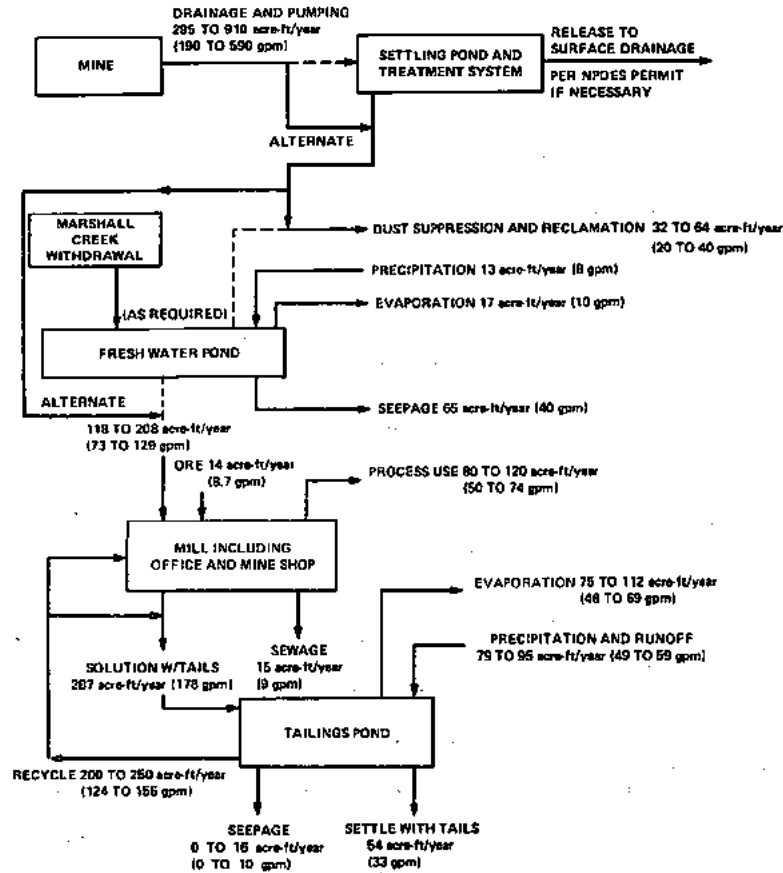 DRAINAGE AND PUMPING
295 TO 910 acre-ft/year
(190 TO 590 gpm)
RELEASE TO
SURFACE DRAINAGE
MINE
SETTLING POND AND
TREATMENT SYSTEM
PER NPDES PERMIT
IF NECESSARY
ALTERNATE
MARSHALL
CREEK
WITHDRAWAL
DUST SUPPRESSION AND RECLAMATION 32 TO 64 acre-ft/year
(20 TO 40 gpm)
PRECIPITATION 13 acre-ft/year (8 gpm)
(AS REQUIRED)
EVAPORATION 17 acre-ft/year (10 gpm)
FRESH WATER POND
ALTERNATE
SEEPAGE 65 acre-ft/year (40 gpm)
118 TO 208 acre-ft/year
(73 TO 129 gpm)
ORE 14 acre-ft/year
(8.7 gpm)
PROCESS USE 80 TO 120 acre-ft/year
(50 TO 74 gpm)
MILL INCLUDING
OFFICE AND MINE SHOP
EVAPORATION 75 TO 112 acre-ft/year
(46 TO 69 gpm)
SOLUTION W/TAILS
287 acre-ft/year (178 gpm)
SEWAGE
15 acre-ft/year
(9 gpm)
PRECIPITATION AND RUNOFF
79 TO 95 acre-ft/year (49 TO 59 gpm)
TAILINGS POND
RECYCLE 200 TO 250 acre-ft/year
(124 TO 155 gpm)
SEEPAGE
0 TO 16 acre-ft/year
(0 TO 10 gpm)
SETTLE WITH TAILS
54 acre-ft/year
(33 gpm)